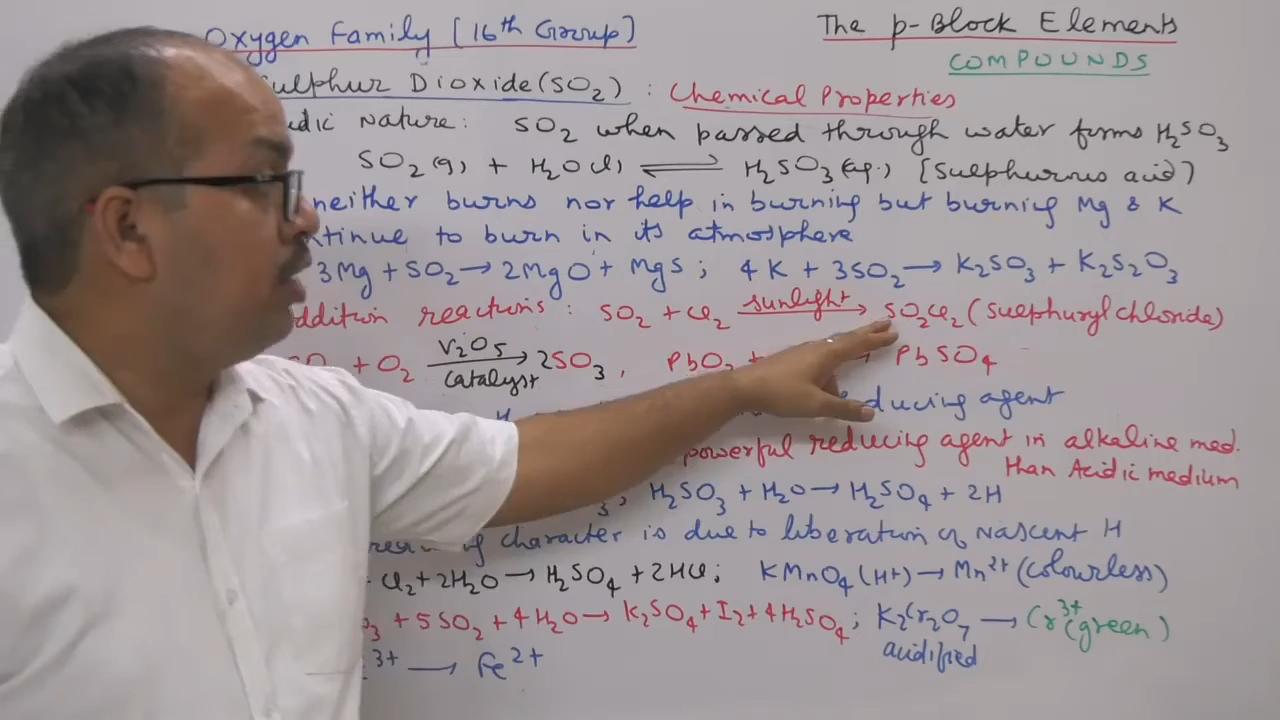 Oxygen Family (16th Group)
The p-Block Elements
COMPOUNDS
Sulphur Dioxide (SO2) : Chemical Properties
Nature: SO2 when passed through water forms H2SO3
SO2(g) + H2O(l) ⇌ H2SO3(aq.) [Sulphurous acid)
neither burns nor help in burning but burning Mg & K
to burn in its atmosphere
3Mg + SO2 → 2MgO + MgS ; 4K + 3SO2 → K2SO3 + K2S2O3
reactions : SO2 + Cl2 sunlight → SO2Cl2 (Sulphuryl chloride)
+ O2 V2O5 catalyst → 2SO3 , PbO2 + → PbSO4
reducing agent
powerful reducing agent in alkaline med.
than Acidic medium
3 , H2SO3 + H2O → H2SO4 + 2H
character is due to liberation of Nascent H
Cl2 + 2H2O → H2SO4 + 2HCl ; KMnO4 (H+) → Mn2+ (colourless)
+ 5SO2 + 4H2O → K2SO4 + I2 + 4H2SO4 ; K2Cr2O7 → Cr3+ (green)
acidified
3+ → Fe2+